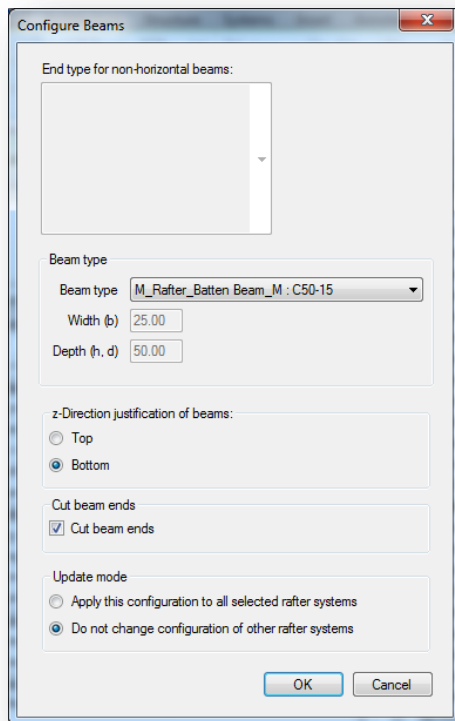 Configure Beams
End type for non-horizontal beams:
Beam type
Beam type M_Rafter_Batten Beam_M : C50-15
Width (b) 25.00
Depth (h, d) 50.00
z-Direction justification of beams:
Top
Bottom
Cut beam ends
Cut beam ends
Update mode
Apply this configuration to all selected rafter systems
Do not change configuration of other rafter systems
OK Cancel